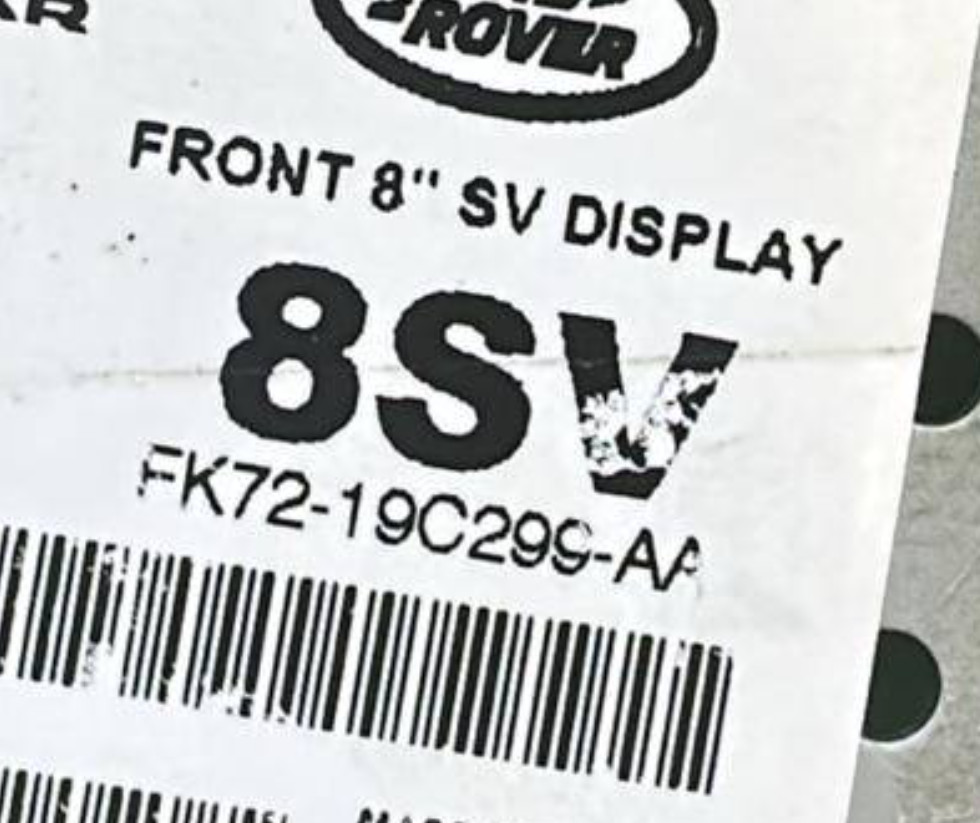 ROVER
FRONT 8" SV DISPLAY
8SV
FK72-19C299-AA